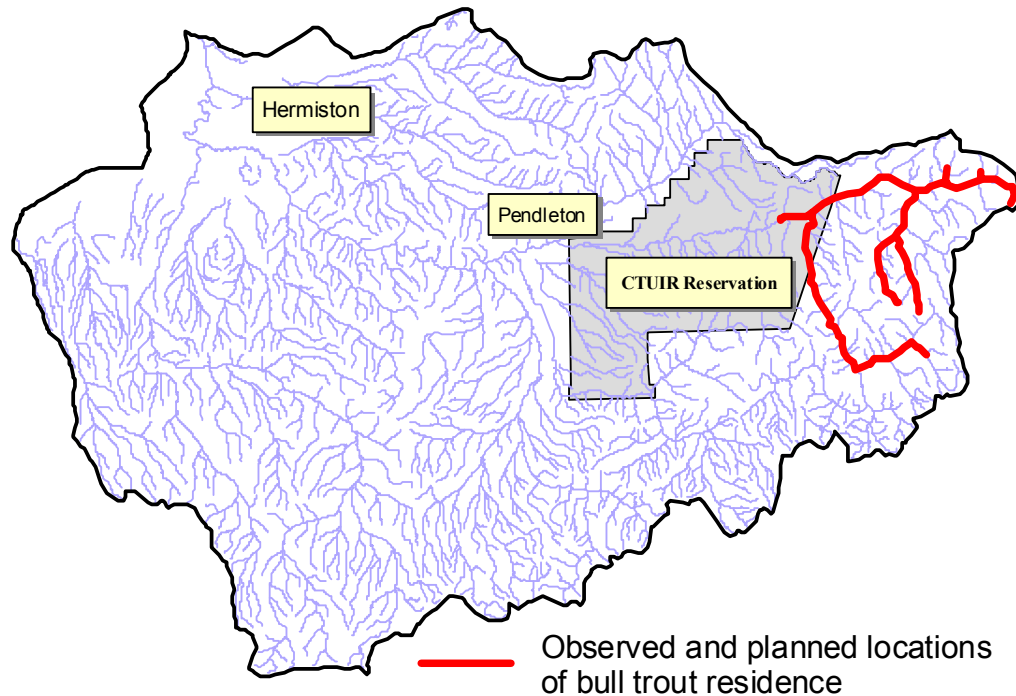 Hermiston
Pendleton
CTUIR Reservation
Observed and planned locations
of bull trout residence